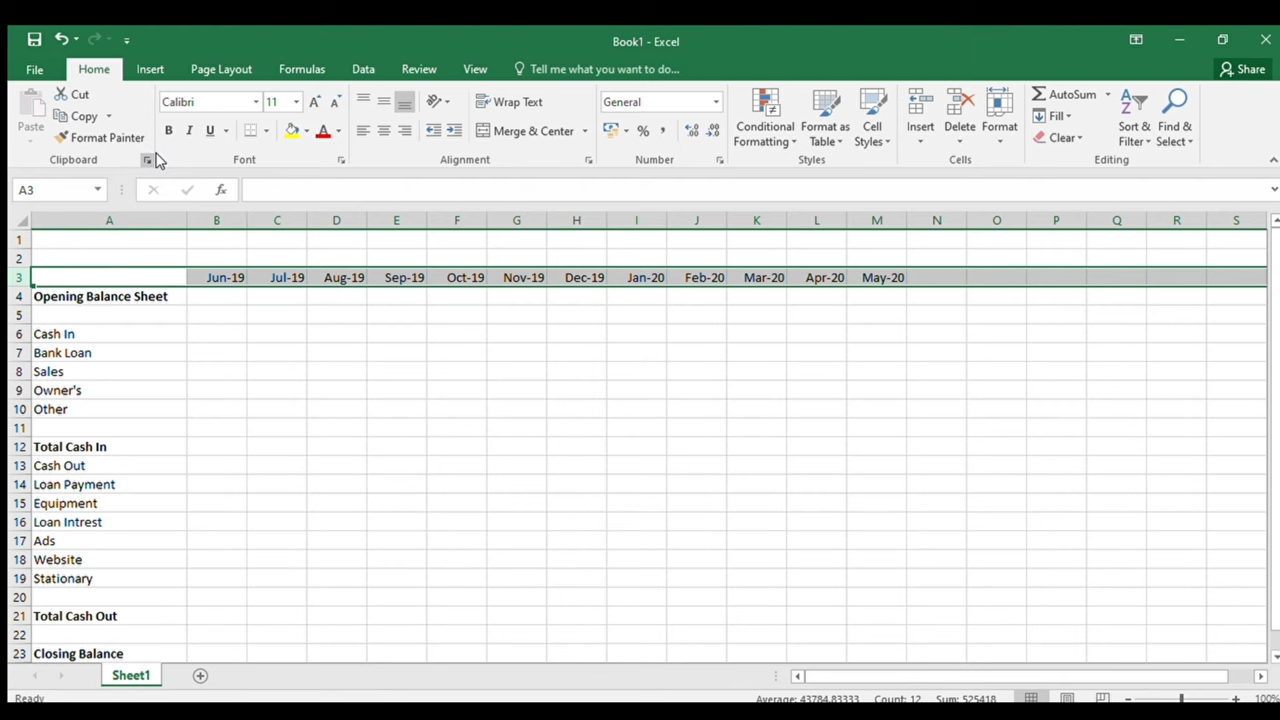 Book1 - Excel
File Home Insert Page Layout Formulas Data Review View Tell me what you want to do... Share
Cut
Copy
Format Painter
Paste
Clipboard
Calibri 11
B I U A
Font
Wrap Text
Merge & Center
Alignment
General
% ,
Number
Conditional Formatting
Format as Table
Cell Styles
Styles
Insert Delete Format
Cells
AutoSum
Fill
Clear
Sort & Filter
Find & Select
Editing
A3 fx
A B C D E F G H I J K L M N O P Q R S
1
2
3 Jun-19 Jul-19 Aug-19 Sep-19 Oct-19 Nov-19 Dec-19 Jan-20 Feb-20 Mar-20 Apr-20 May-20
4 Opening Balance Sheet
5
6 Cash In
7 Bank Loan
8 Sales
9 Owner's
10 Other
11
12 Total Cash In
13 Cash Out
14 Loan Payment
15 Equipment
16 Loan Intrest
17 Ads
18 Website
19 Stationary
20
21 Total Cash Out
22
23 Closing Balance
Sheet1
Ready Average: 43784.83333 Count: 12 Sum: 525418 100%